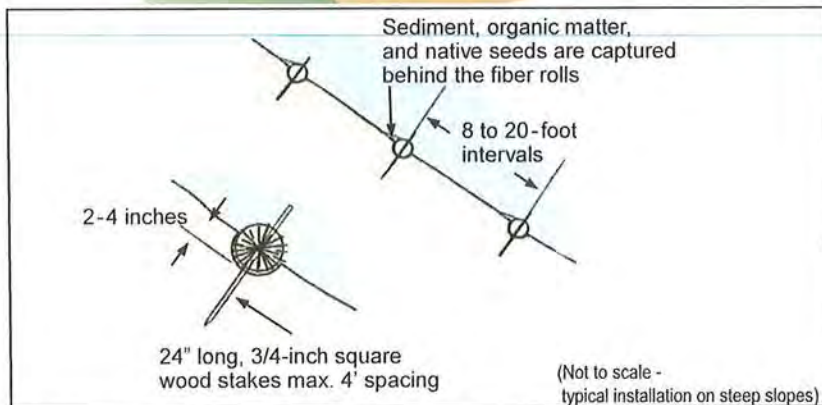 Sediment, organic matter,
and native seeds are captured
behind the fiber rolls
8 to 20-foot
intervals
2-4 inches
24" long, 3/4-inch square
wood stakes max. 4' spacing
(Not to scale -
typical installation on steep slopes)